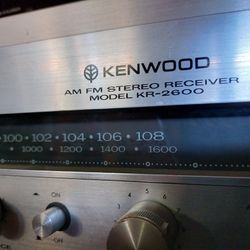 KENWOOD
AM FM STEREO RECEIVER
MODEL KR-2600
100 102 104 106 108
1000 1200 1400 1600
ON
3 4 5 6